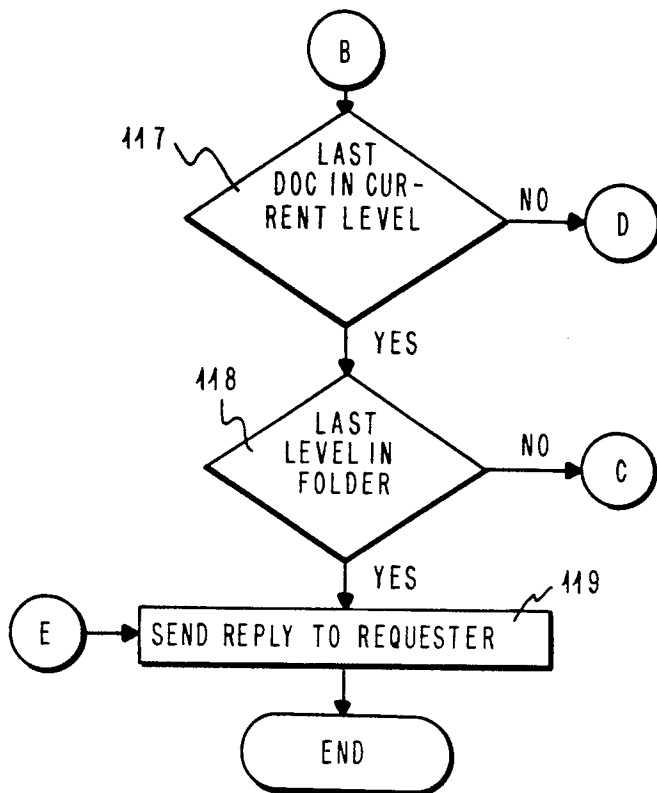 B
117
LAST
DOC IN CUR-
RENT LEVEL
NO
D
YES
118
LAST
LEVEL IN
FOLDER
NO
C
YES
119
E
SEND REPLY TO REQUESTER
END